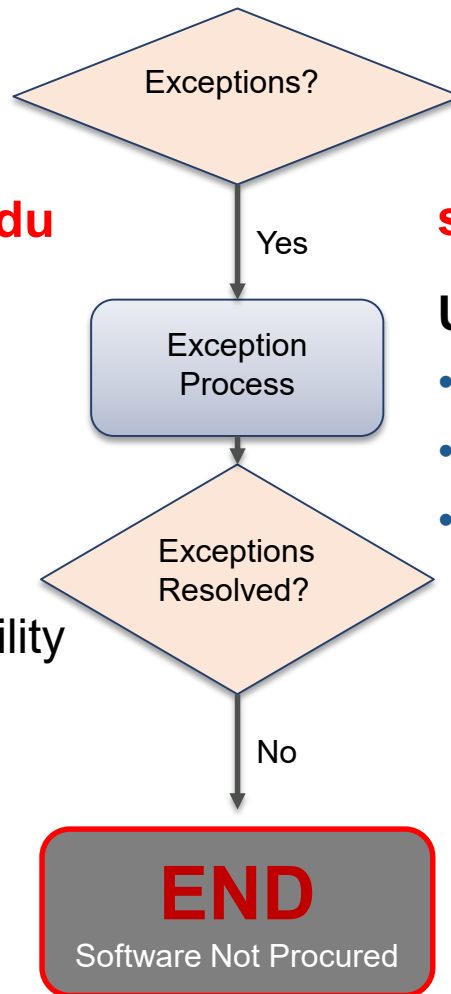 Exceptions?
du
s
Yes
U
Exception
Process
Exceptions
Resolved?
ility
No
END
Software Not Procured